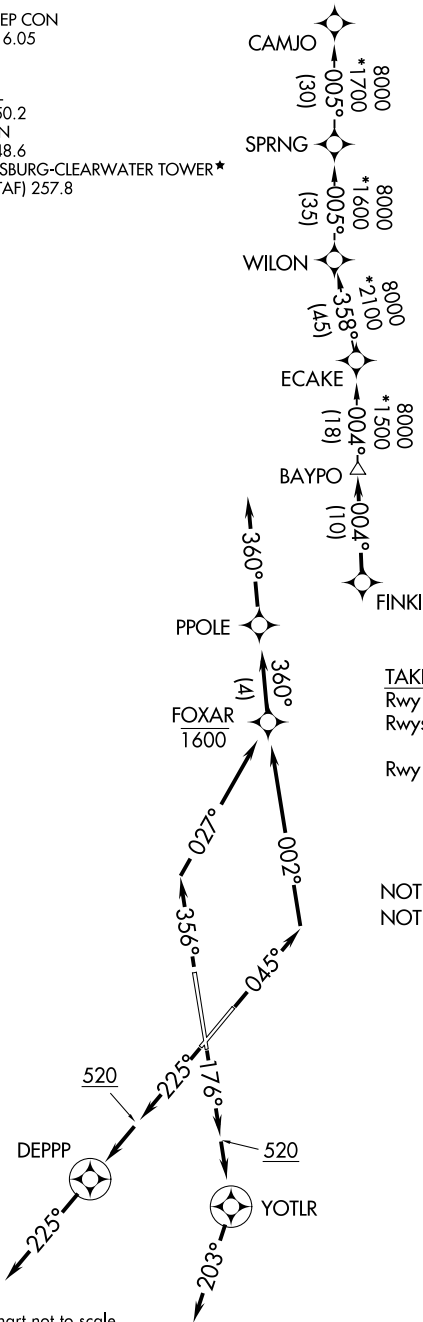 EP CON
6.05
50.2
N
48.6
SBURG-CLEARWATER TOWER★
TAF) 257.8
CAMJO
005°
(30)
8000
*1700
SPRNG
005°
(35)
8000
*1600
WILON
358°
(45)
8000
*2100
ECAKE
004°
(18)
8000
*1500
BAYPO
004°
(10)
FINKI
360°
PPOLE
360°
(4)
FOXAR
1600
TAK
Rwy
Rwys
Rwy
027°
002°
NOT
NOT
356°
045°
225°
176°
520
520
DEPPP
YOTLR
225°
203°
hart not to scale